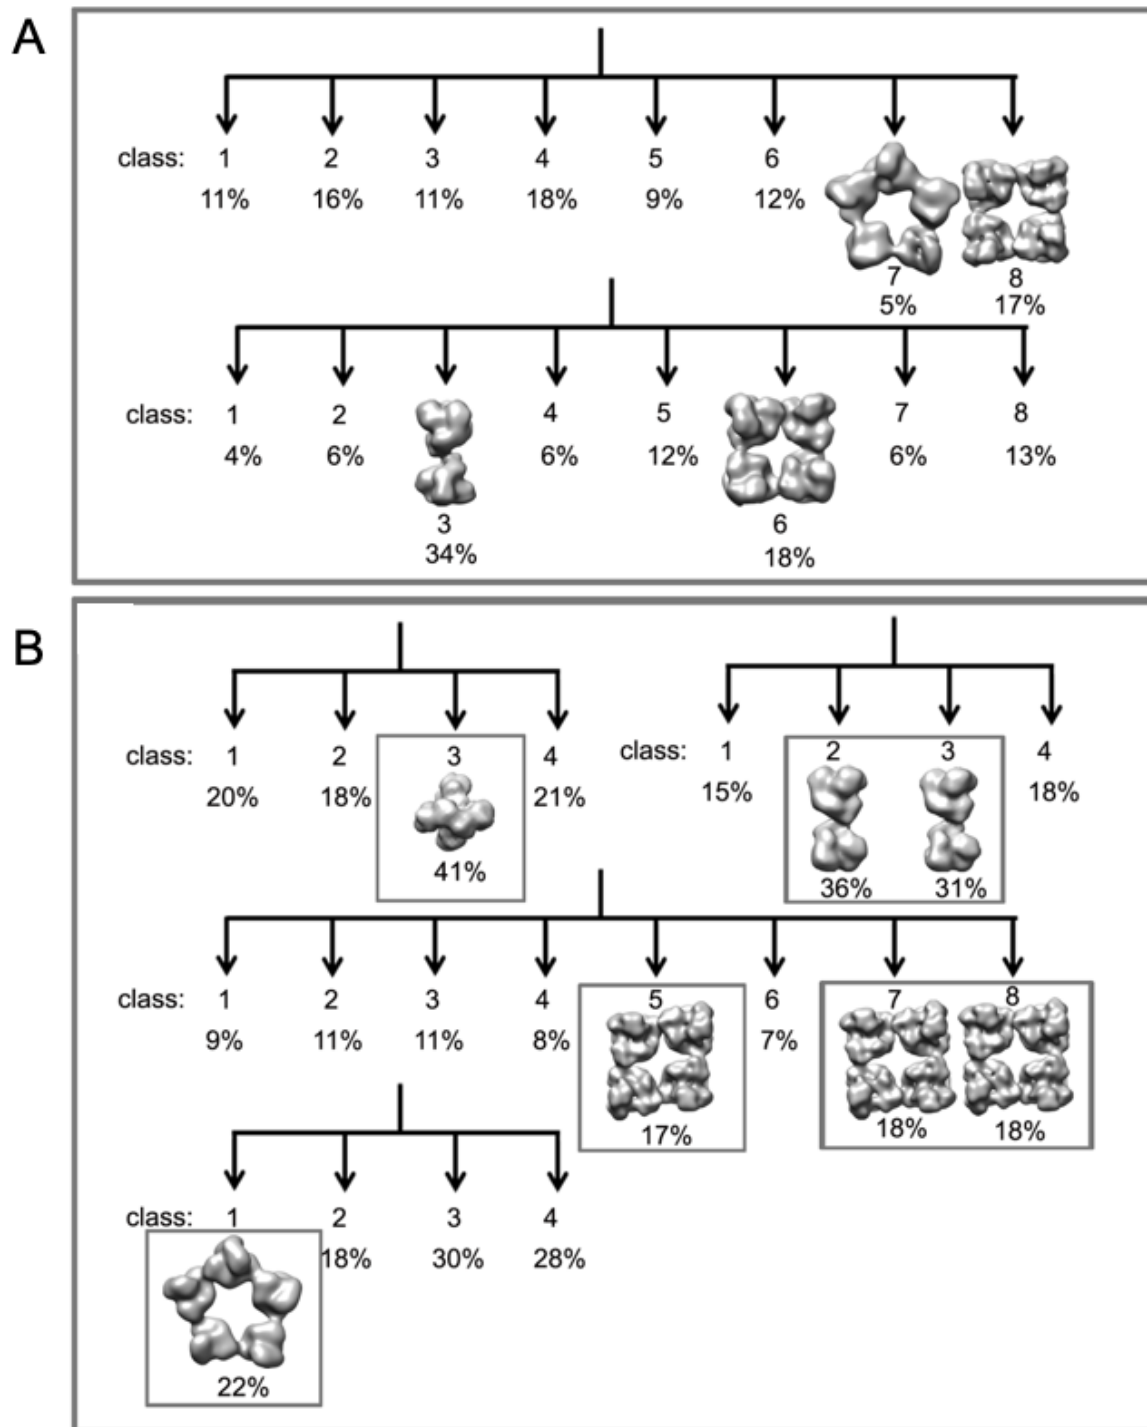 A
class: 1 2 3 4 5 6
11% 16% 11% 18% 9% 12%
7 8
5% 17%
class: 1 2 4 5 7 8
4% 6% 6% 12% 6% 13%
3 6
34% 18%
B
class: 1 2 3 4
20% 18% 21%
41%
class: 1 2 3 4
15% 18%
36% 31%
class: 1 2 3 4 5 6 7 8
9% 11% 11% 8% 7%
17% 18% 18%
class: 1 2 3 4
18% 30% 28%
22%